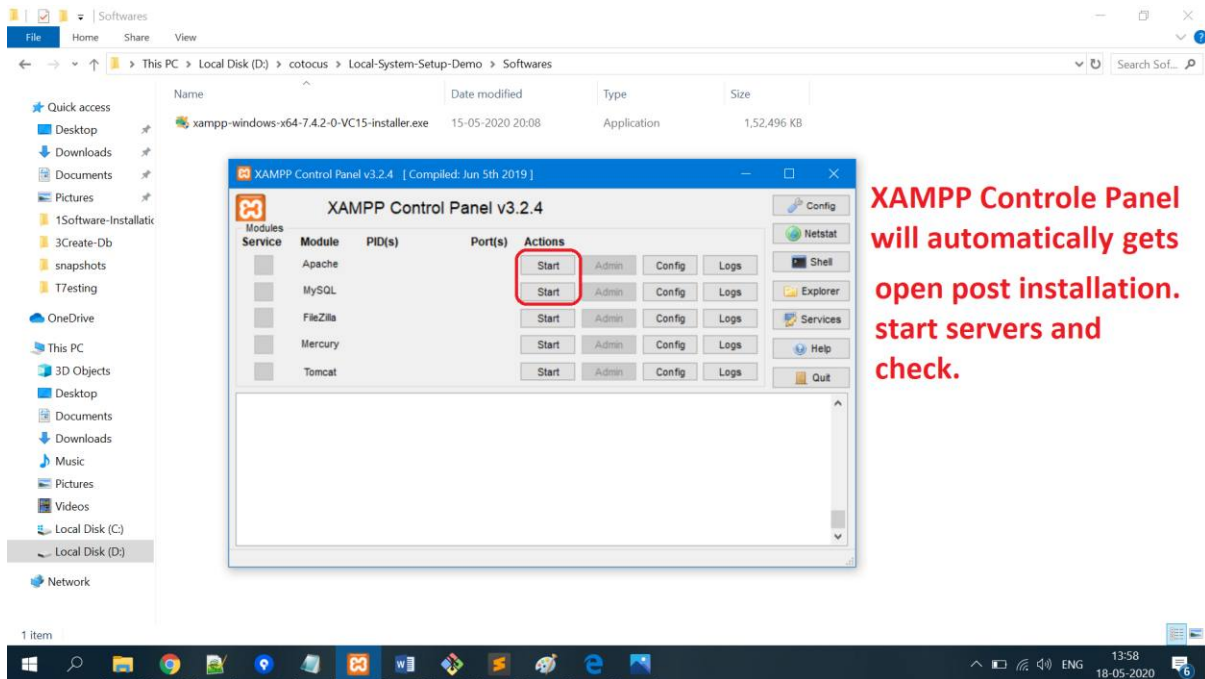 Softwares
File Home Share View
This PC > Local Disk (D:) > cotocus > Local-System-Setup-Demo > Softwares
Search Sof...
Name Date modified Type Size
xampp-windows-x64-7.4.2-0-VC15-installer.exe 15-05-2020 20:08 Application 1,52,496 KB
Quick access
Desktop
Downloads
Documents
Pictures
1Software-Installatic
3Create-Db
snapshots
T7esting
OneDrive
This PC
3D Objects
Desktop
Documents
Downloads
Music
Pictures
Videos
Local Disk (C:)
Local Disk (D:)
Network
XAMPP Control Panel v3.2.4 [ Compiled: Jun 5th 2019 ]
XAMPP Control Panel v3.2.4
Modules
Service Module PID(s) Port(s) Actions
Apache Start Admin Config Logs
MySQL Start Admin Config Logs
FileZilla Start Admin Config Logs
Mercury Start Admin Config Logs
Tomcat Start Admin Config Logs
Config
Netstat
Shell
Explorer
Services
Help
Quit
XAMPP Controle Panel
will automatically gets
open post installation.
start servers and
check.
1 item
ENG
13:58
18-05-2020
6